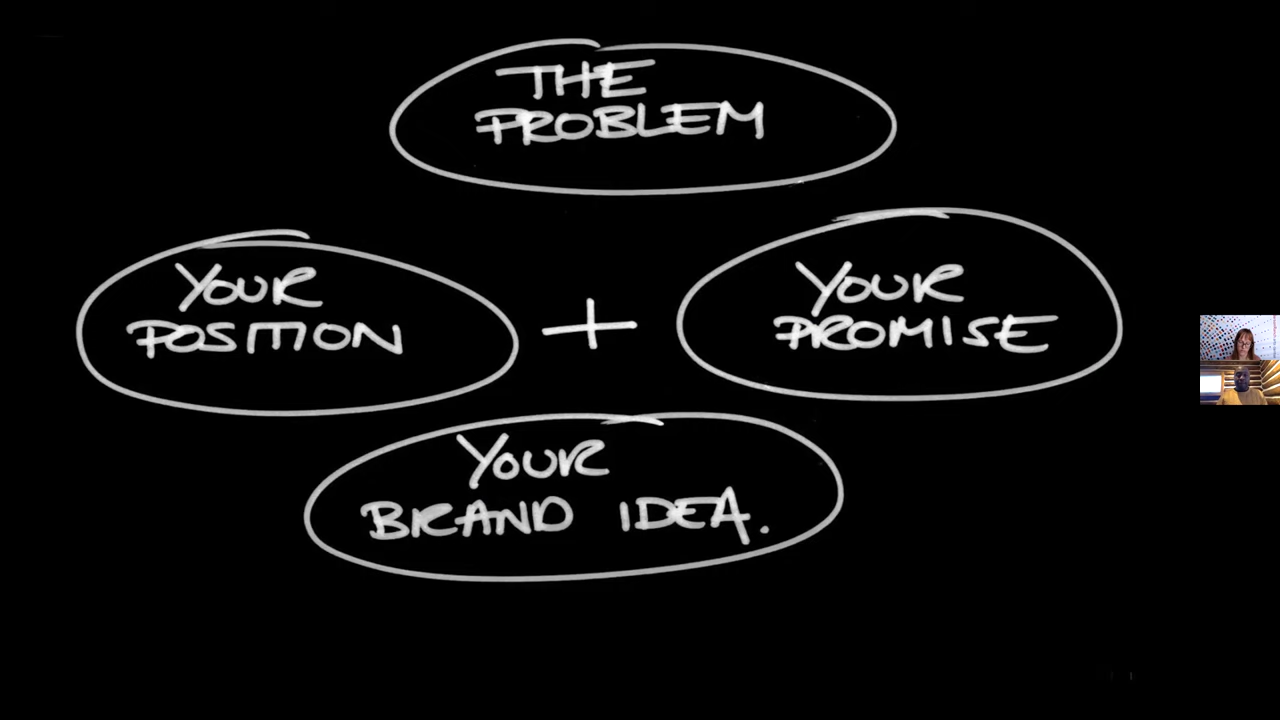 THE
PROBLEM
YOUR
POSITION
+
YOUR
PROMISE
YOUR
BRAND IDEA.